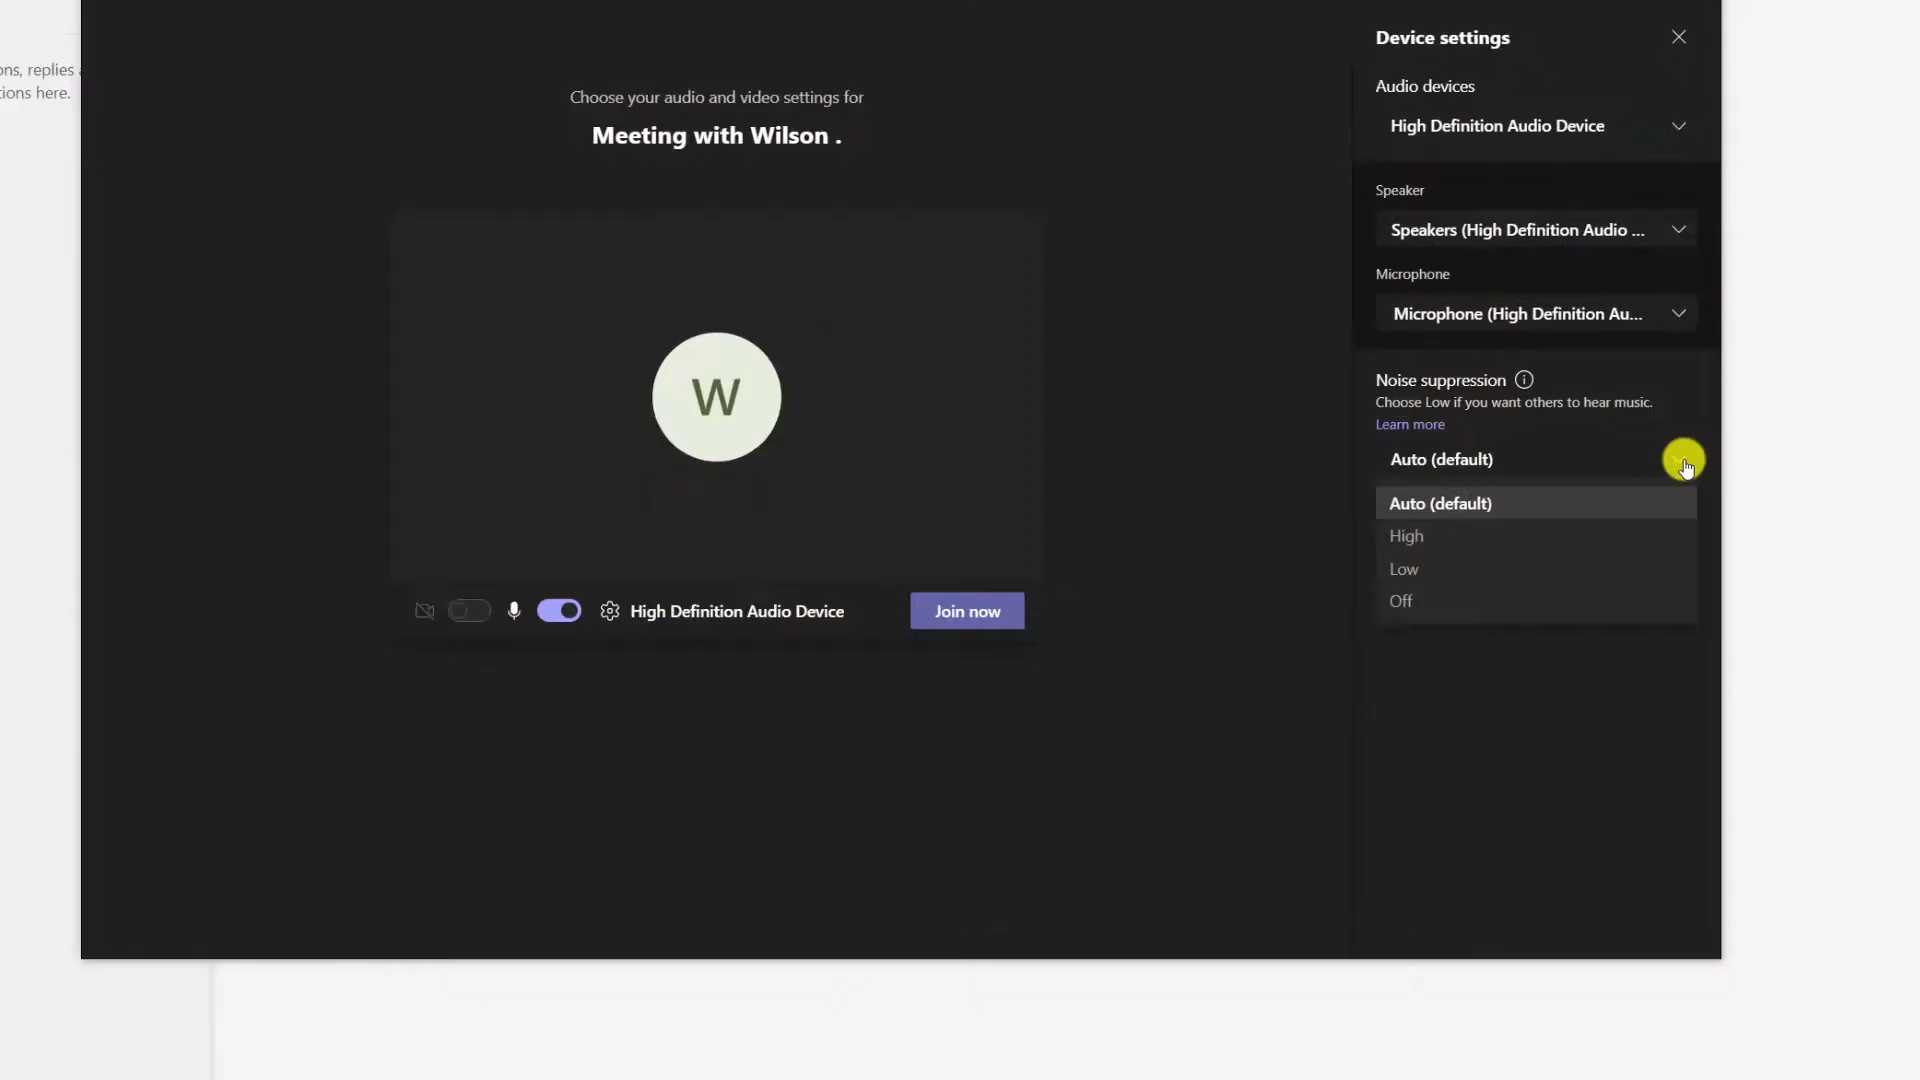 ons, replies
tions here.
Choose your audio and video settings for
Meeting with Wilson .
W
High Definition Audio Device
Join now
Device settings
Audio devices
High Definition Audio Device
Speaker
Speakers (High Definition Audio ...
Microphone
Microphone (High Definition Au...
Noise suppression
Choose Low if you want others to hear music.
Learn more
Auto (default)
Auto (default)
High
Low
Off